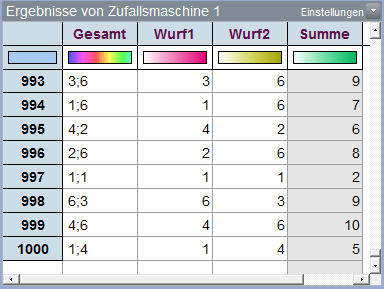 Ergebnisse von Zufallsmaschine 1 Einstellungen
Gesamt Wurf1 Wurf2 Summe
993 3;6 3 6 9
994 1;6 1 6 7
995 4;2 4 2 6
996 2;6 2 6 8
997 1;1 1 1 2
998 6;3 6 3 9
999 4;6 4 6 10
1000 1;4 1 4 5